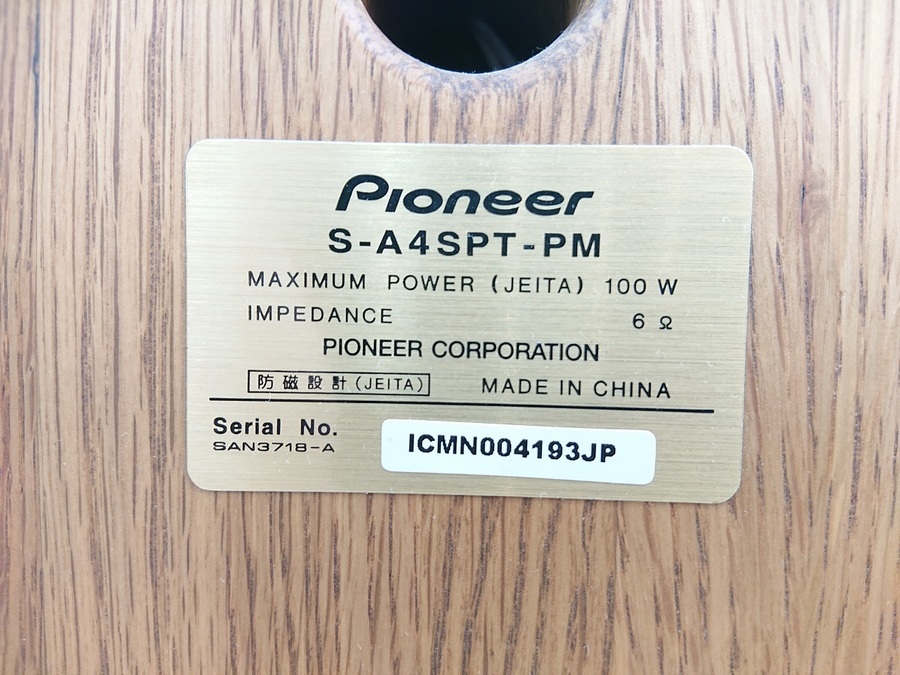 Pioneer
S-A4SPT-PM
MAXIMUM POWER (JEITA) 100 W
IMPEDANCE 6 Ω
PIONEER CORPORATION
防磁設計(JEITA) MADE IN CHINA
Serial No.
SAN3718-A
ICMN004193JP